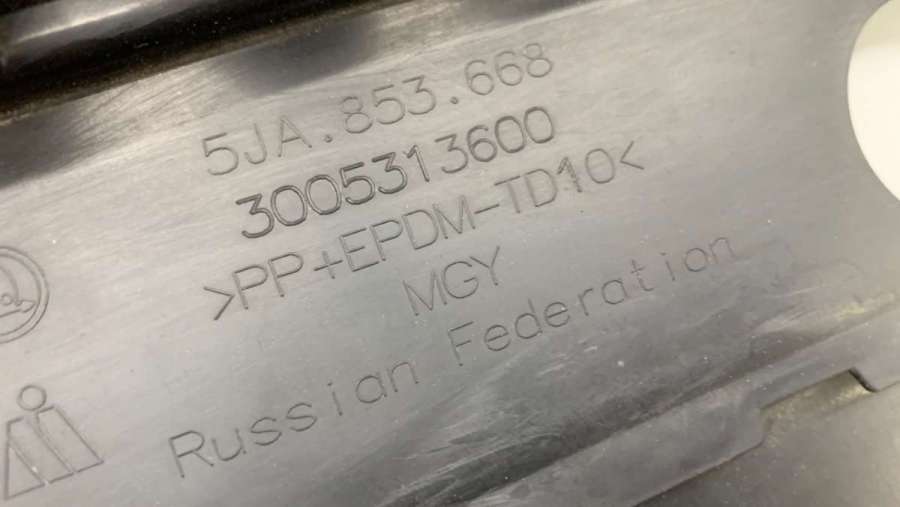 5JA.853.668
3005313600
>PP+EPDM-TD10<
MGY
Russian Federation